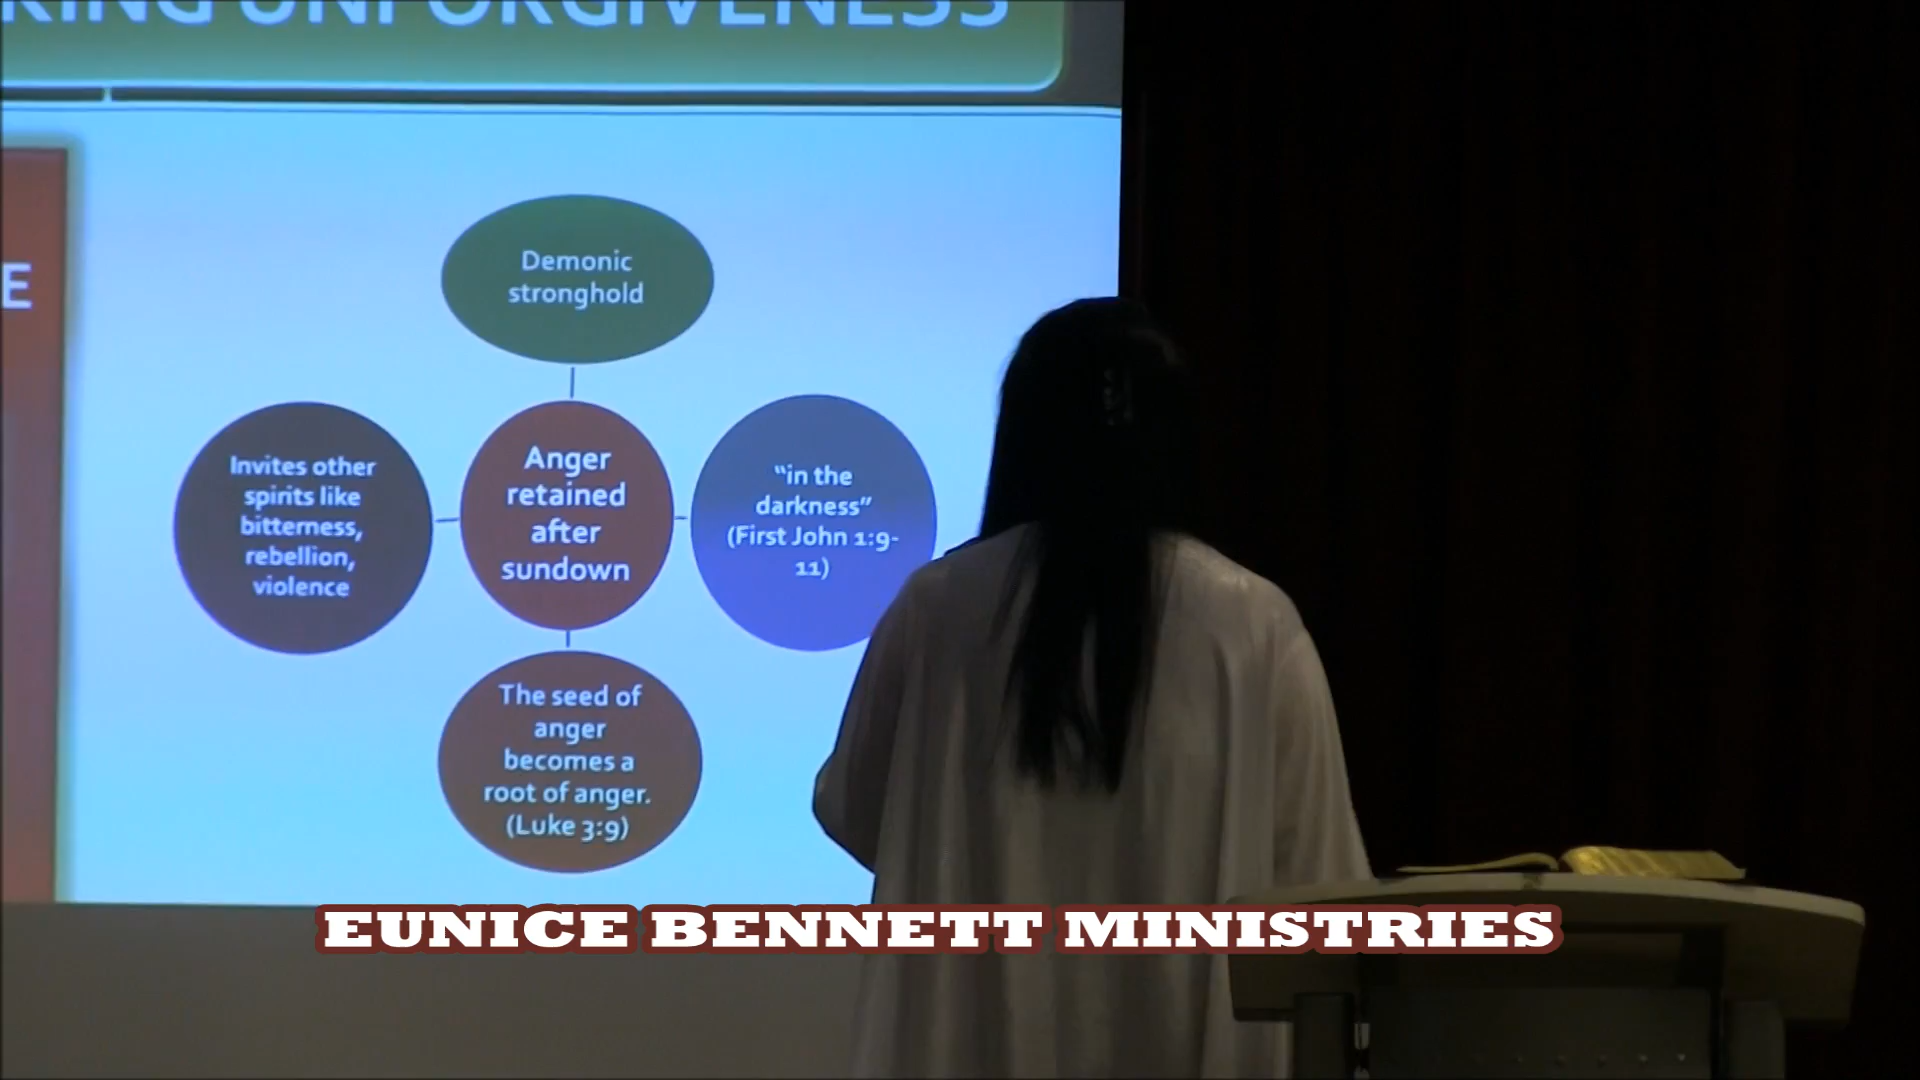 UNFORGIVENESS
E
Demonic
stronghold
Invites other
spirits like
bitterness,
rebellion,
violence
Anger
retained
after
sundown
“in the
darkness”
(First John 1:9-
11)
The seed of
anger
becomes a
root of anger.
(Luke 3:9)
EUNICE BENNETT MINISTRIES